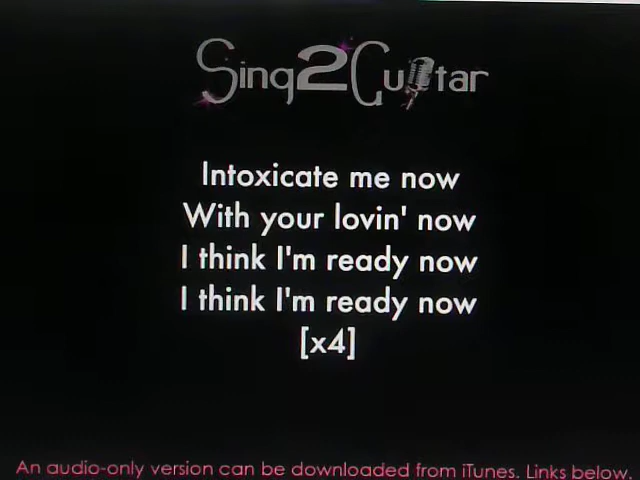 Sing2Guitar
Intoxicate me now
With your lovin' now
I think I'm ready now
I think I'm ready now
[x4]
An audio-only version can be downloaded from iTunes. Links below.